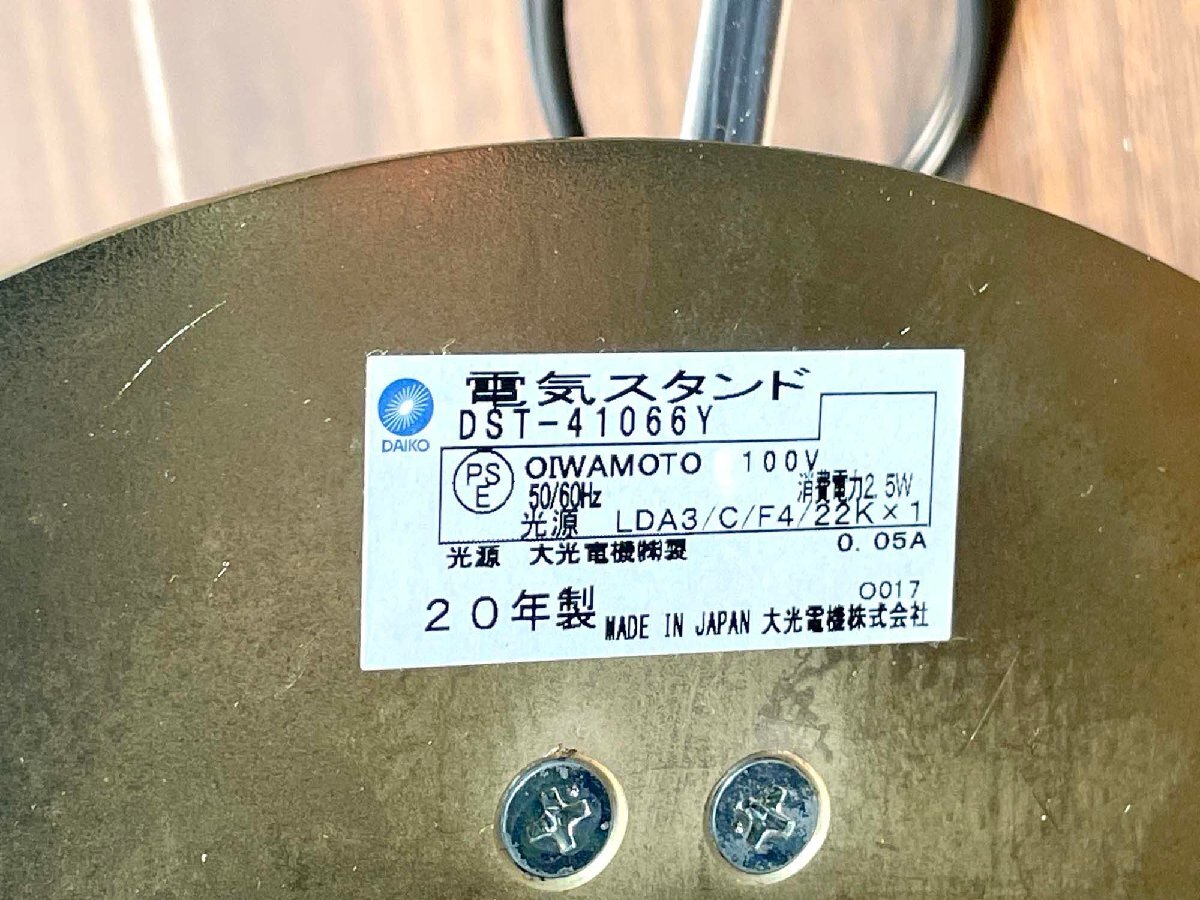 電気スタンド
DAIKO
DST-41066Y
PSE OIWAMOTO 100V
50/60Hz 消費電力2.5W
光源 LDA3/C/F4/22K×1
光源 大光電機㈱製 0.05A
0017
20年製 MADE IN JAPAN 大光電機株式会社